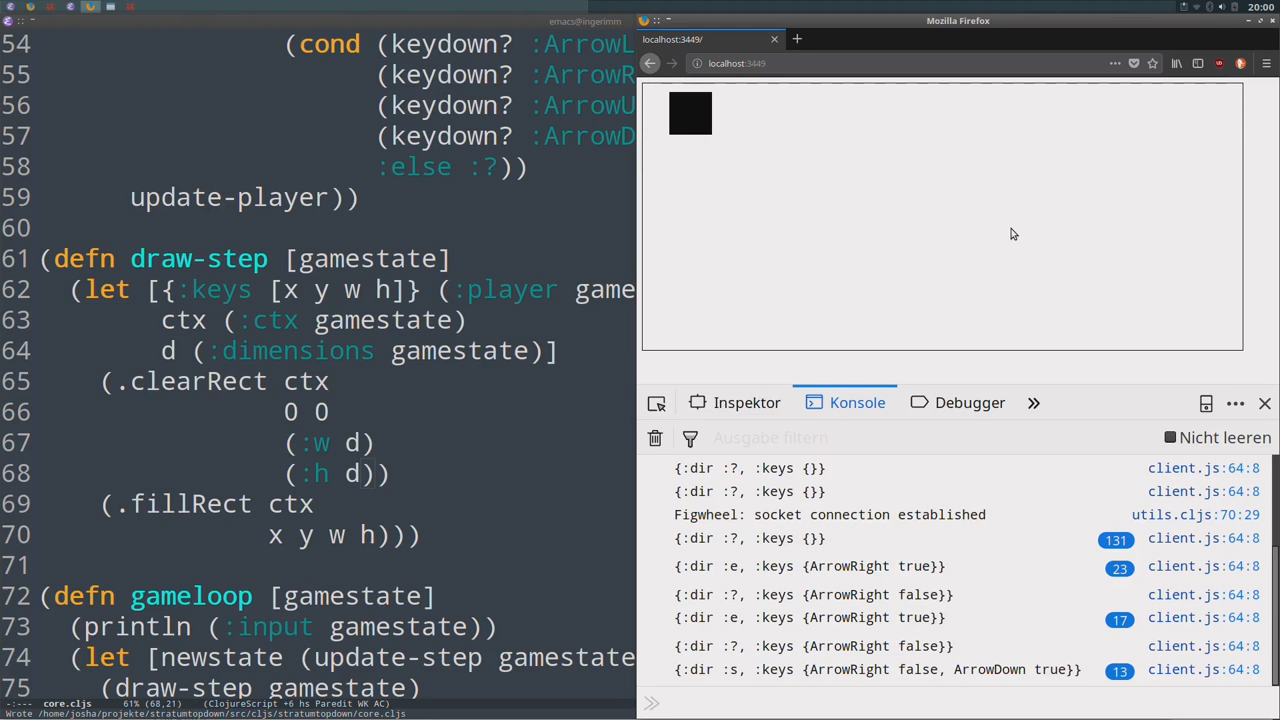 20:00
emacs@ingerimm
Mozilla Firefox
54 (cond (keydown? :ArrowL
55 (keydown? :ArrowR
56 (keydown? :ArrowU
57 (keydown? :ArrowD
58 :else :?))
59 update-player))
60
61 (defn draw-step [gamestate]
62 (let [{:keys [x y w h]} (:player game
63 ctx (:ctx gamestate)
64 d (:dimensions gamestate)]
65 (.clearRect ctx
66 0 0
67 (:w d)
68 (:h d))
69 (.fillRect ctx
70 x y w h)))
71
72 (defn gameloop [gamestate]
73 (println (:input gamestate))
74 (let [newstate (update-step gamestate
75 (draw-step gamestate)
-:--- core.cljs 61% (68,21) (ClojureScript +6 hs Paredit WK AC)
Wrote /home/josha/projekte/stratumtopdown/src/cljs/stratumtopdown/core.cljs
localhost:3449/
localhost:3449
Inspektor Konsole Debugger
Ausgabe filtern Nicht leeren
{:dir :?, :keys {}} client.js:64:8
{:dir :?, :keys {}} client.js:64:8
Figwheel: socket connection established utils.cljs:70:29
{:dir :?, :keys {}} 131 client.js:64:8
{:dir :e, :keys {ArrowRight true}} 23 client.js:64:8
{:dir :?, :keys {ArrowRight false}} client.js:64:8
{:dir :e, :keys {ArrowRight true}} 17 client.js:64:8
{:dir :?, :keys {ArrowRight false}} client.js:64:8
{:dir :s, :keys {ArrowRight false, ArrowDown true}} 13 client.js:64:8